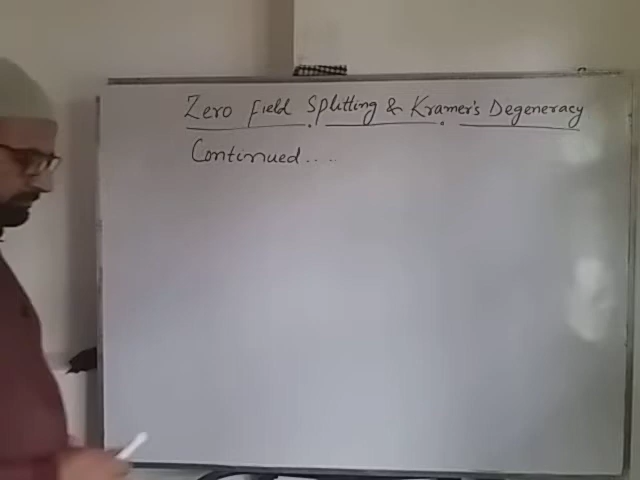 Zero Field Splitting & Kramer's Degeneracy
Continued....